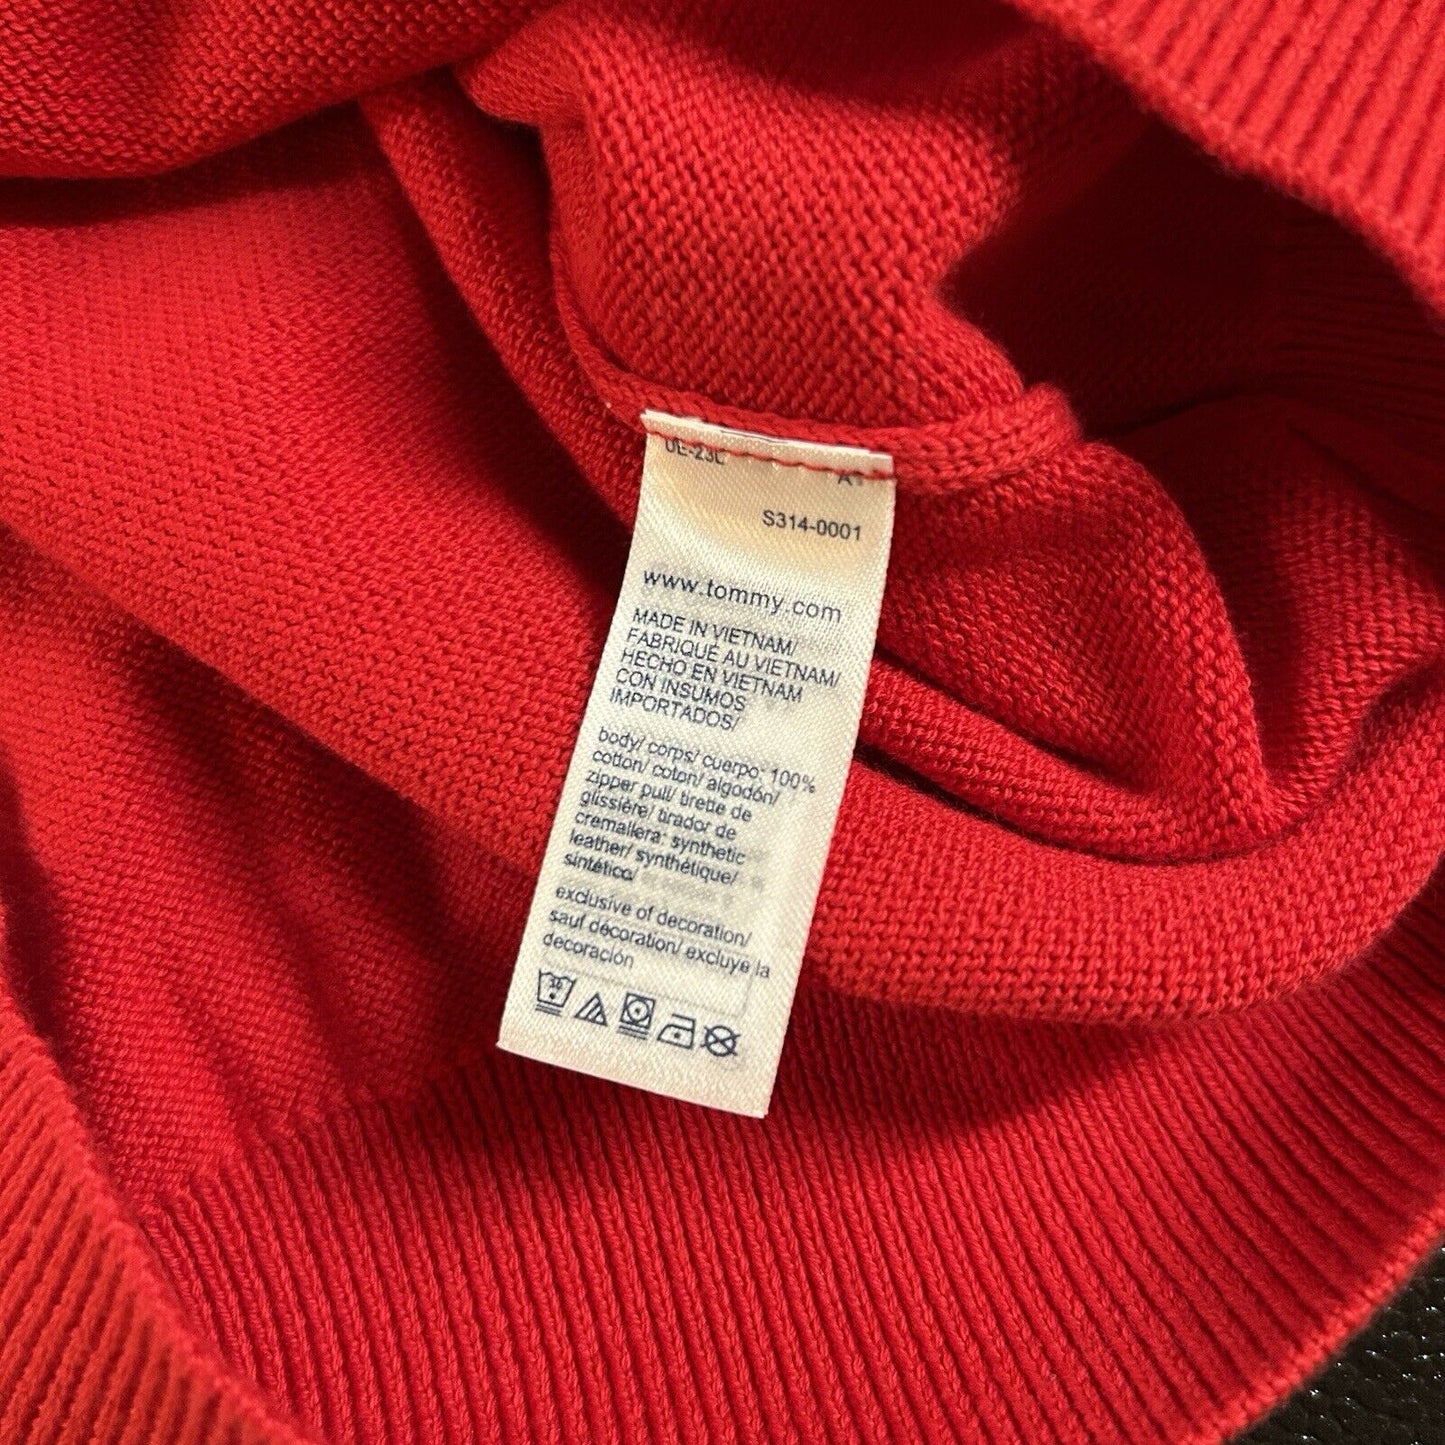 S314-0001
www.tommy.com
MADE IN VIETNAM/
FABRIQUÉ AU VIETNAM/
HECHO EN VIETNAM
CON INSUMOS
IMPORTADOS/
body/ corps/ cuerpo: 100%
cotton/ coton/ algodón/
zipper pull/ tirette de
glissière/ tirador de
cremallera: synthetic
leather/ synthétique/
sintético/
exclusive of decoration/
sauf décoration/ excluye la
decoración
30